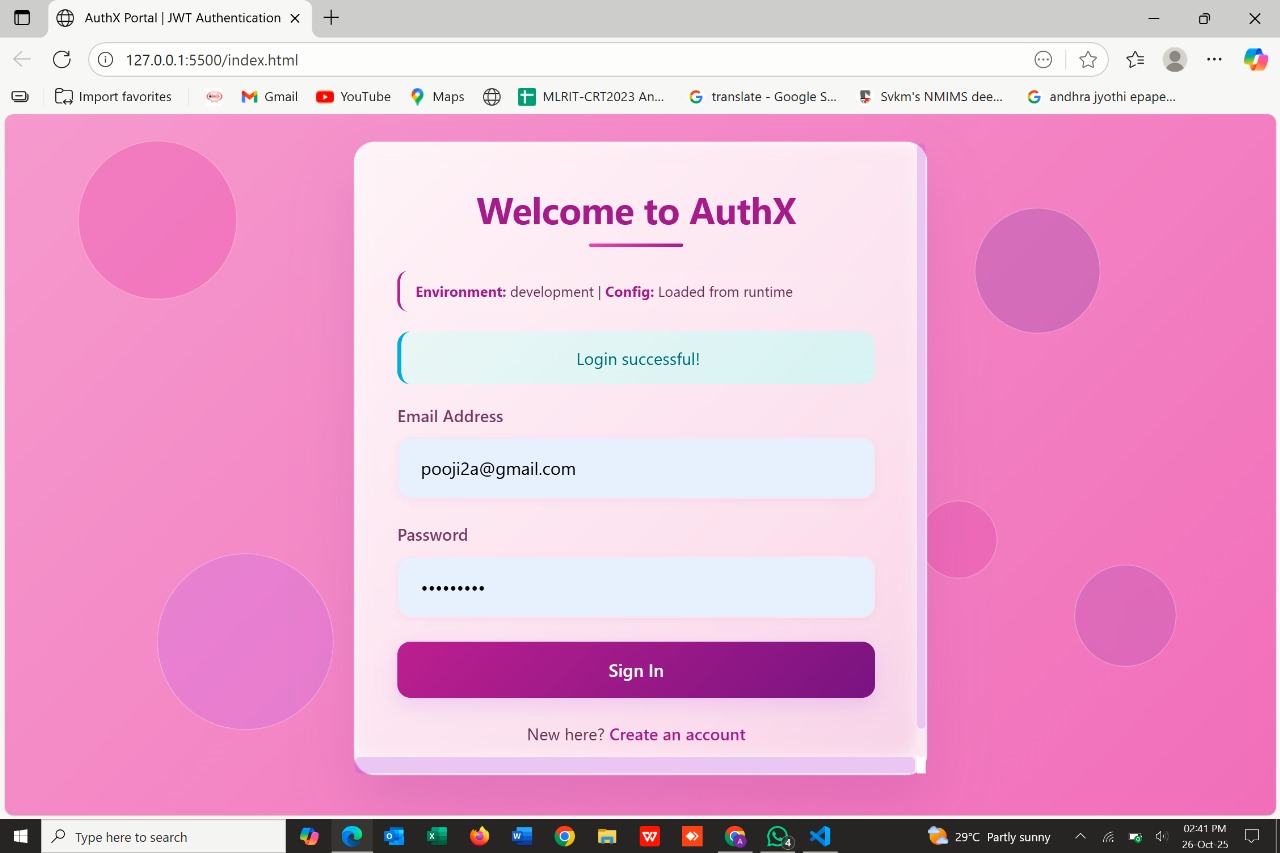 AuthX Portal | JWT Authentication
127.0.0.1:5500/index.html
Import favorites
Gmail
YouTube
Maps
MLRIT-CRT2023 An...
translate - Google S...
Svkm's NMIMS dee...
andhra jyothi epape...
Welcome to AuthX
Environment: development | Config: Loaded from runtime
Login successful!
Email Address
pooji2a@gmail.com
Password
•••••••••
Sign In
New here? Create an account
Type here to search
4
29°C Partly sunny
02:41 PM
26-Oct-25